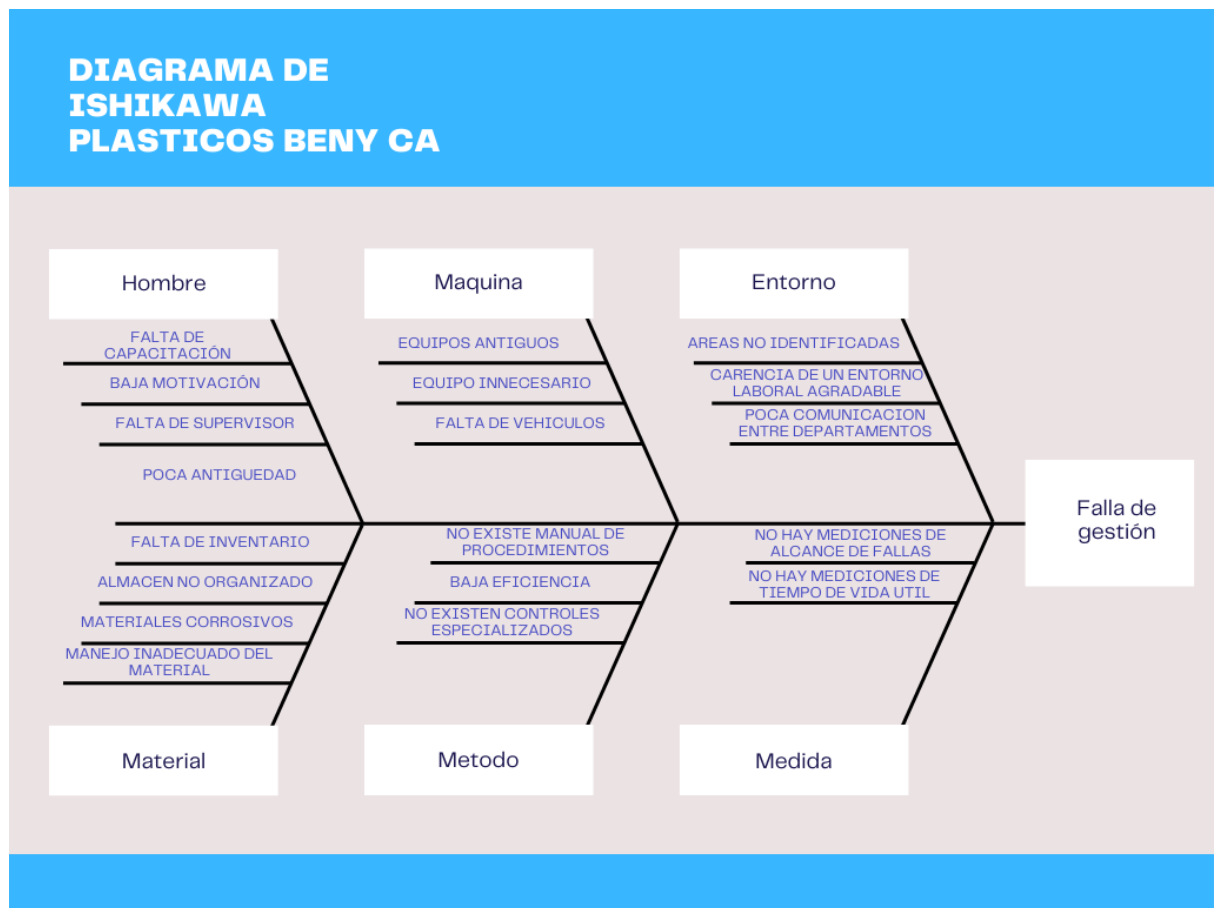 DIAGRAMA DE
ISHIKAWA
PLASTICOS BENY CA
Hombre
Maquina
Entorno
FALTA DE
CAPACITACIÓN
BAJA MOTIVACIÓN
FALTA DE SUPERVISOR
POCA ANTIGUEDAD
EQUIPOS ANTIGUOS
EQUIPO INNECESARIO
FALTA DE VEHICULOS
AREAS NO IDENTIFICADAS
CARENCIA DE UN ENTORNO
LABORAL AGRADABLE
POCA COMUNICACION
ENTRE DEPARTAMENTOS
Falla de
gestión
FALTA DE INVENTARIO
ALMACEN NO ORGANIZADO
MATERIALES CORROSIVOS
MANEJO INADECUADO DEL
MATERIAL
NO EXISTE MANUAL DE
PROCEDIMIENTOS
BAJA EFICIENCIA
NO EXISTEN CONTROLES
ESPECIALIZADOS
NO HAY MEDICIONES DE
ALCANCE DE FALLAS
NO HAY MEDICIONES DE
TIEMPO DE VIDA UTIL
Material
Metodo
Medida